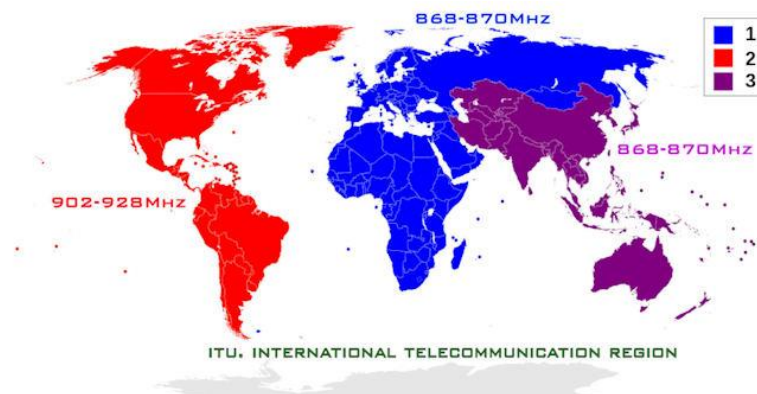 868-870Mhz
1
2
3
868-870Mhz
902-928Mhz
ITU. International Telecommunication Region